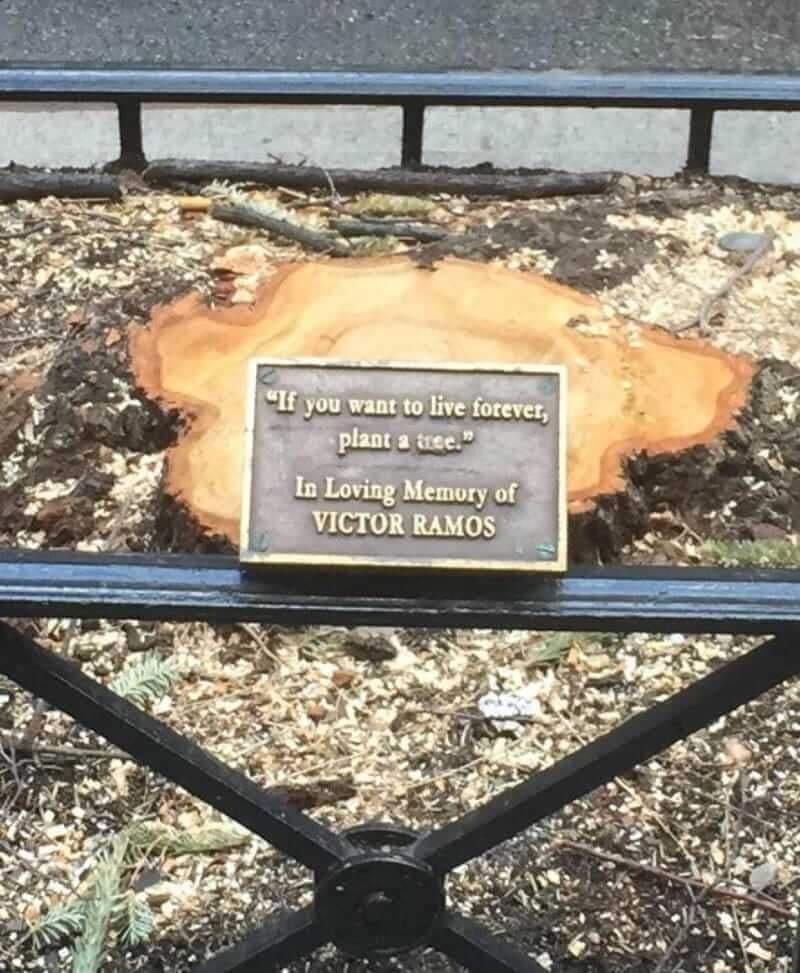 “If you want to live forever,
plant a tree.”
In Loving Memory of
VICTOR RAMOS